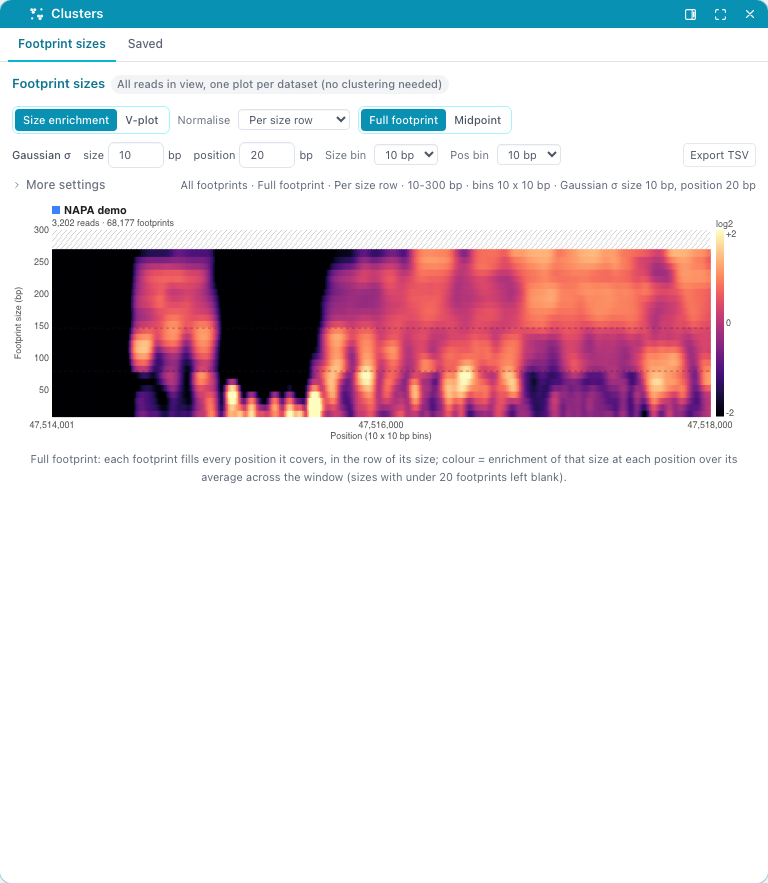 Clusters
Footprint sizes Saved
Footprint sizes All reads in view, one plot per dataset (no clustering needed)
Size enrichment V-plot Normalise Per size row Full footprint Midpoint
Gaussian σ size 10 bp position 20 bp Size bin 10 bp Pos bin 10 bp Export TSV
More settings All footprints · Full footprint · Per size row · 10-300 bp · bins 10 x 10 bp · Gaussian σ size 10 bp, position 20 bp
NAPA demo
3,202 reads · 68,177 footprints
log2
300
+2
250
200
150
0
100
50
-2
Footprint size (bp)
47,514,001 47,516,000 47,518,000
Position (10 x 10 bp bins)
Full footprint: each footprint fills every position it covers, in the row of its size; colour = enrichment of that size at each position over its
average across the window (sizes with under 20 footprints left blank).